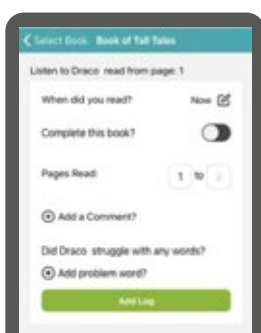 Select Book Book of Tall Tales
Listen to Draco read from page: 1
When did you read? Now
Complete this book?
Pages Read: 1 to 2
Add a Comment?
Did Draco struggle with any words?
Add problem word?
Add Log